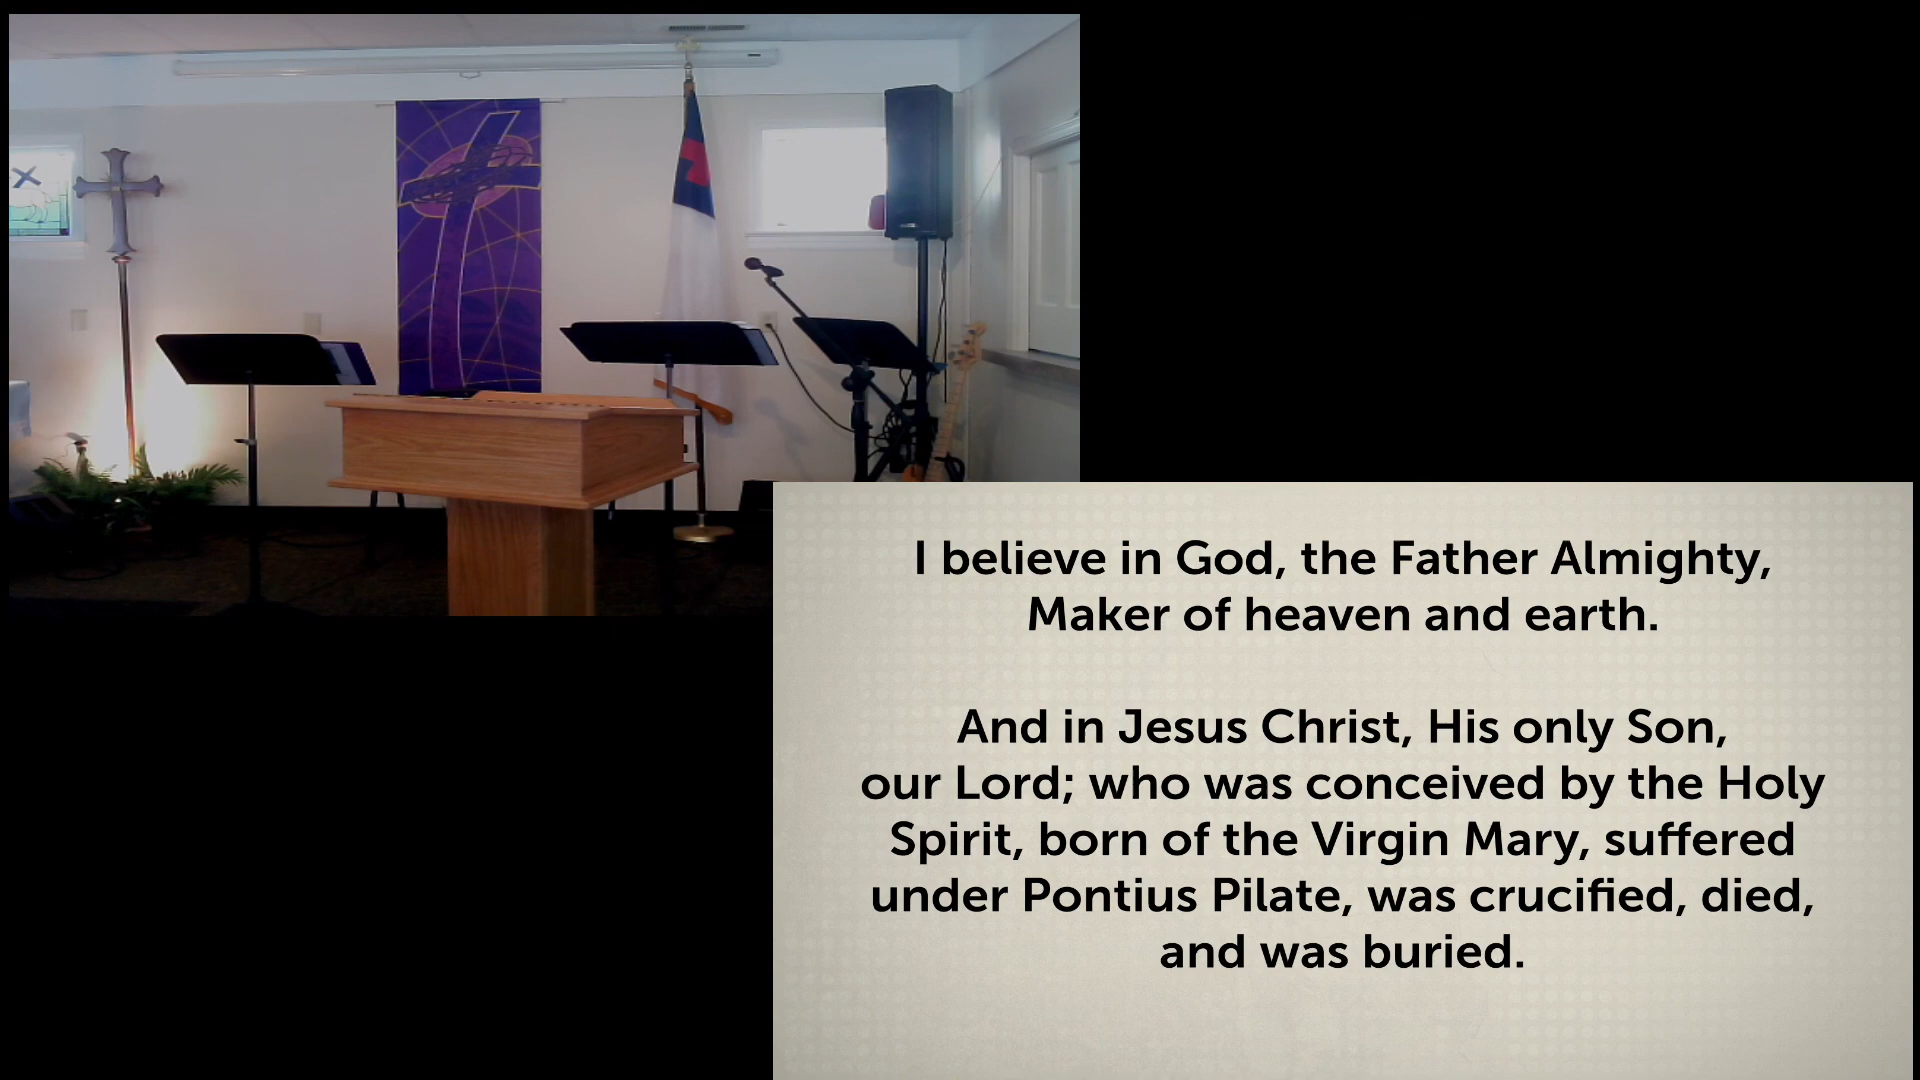 I believe in God, the Father Almighty,
Maker of heaven and earth.
And in Jesus Christ, His only Son,
our Lord; who was conceived by the Holy
Spirit, born of the Virgin Mary, suffered
under Pontius Pilate, was crucified, died,
and was buried.